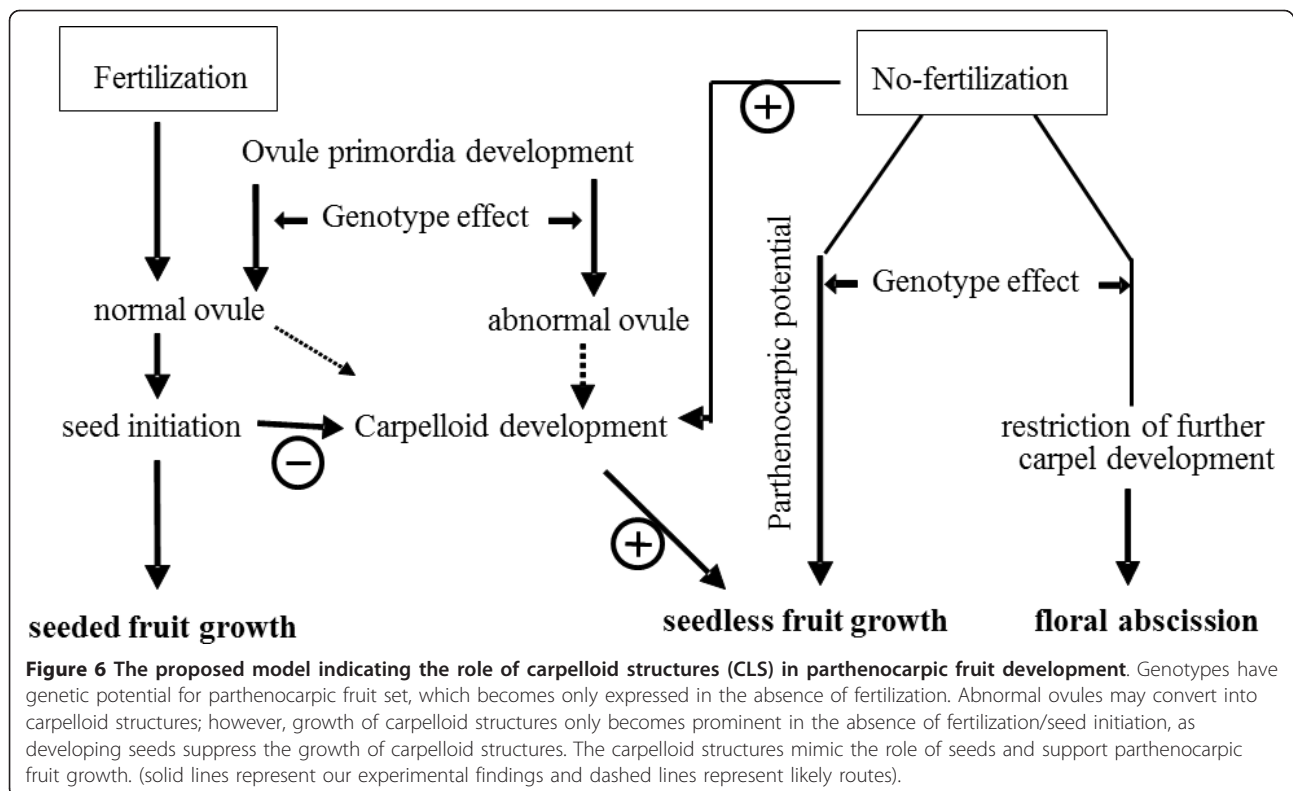 Fertilization
No-fertilization
+
Ovule primordia development
Genotype effect
Parthenocarpic potential
Genotype effect
normal ovule
abnormal ovule
seed initiation
Carpelloid development
restriction of further
carpel development
−
+
seeded fruit growth
seedless fruit growth
floral abscission
Figure 6 The proposed model indicating the role of carpelloid structures (CLS) in parthenocarpic fruit development. Genotypes have
genetic potential for parthenocarpic fruit set, which becomes only expressed in the absence of fertilization. Abnormal ovules may convert into
carpelloid structures; however, growth of carpelloid structures only becomes prominent in the absence of fertilization/seed initiation, as
developing seeds suppress the growth of carpelloid structures. The carpelloid structures mimic the role of seeds and support parthenocarpic
fruit growth. (solid lines represent our experimental findings and dashed lines represent likely routes).